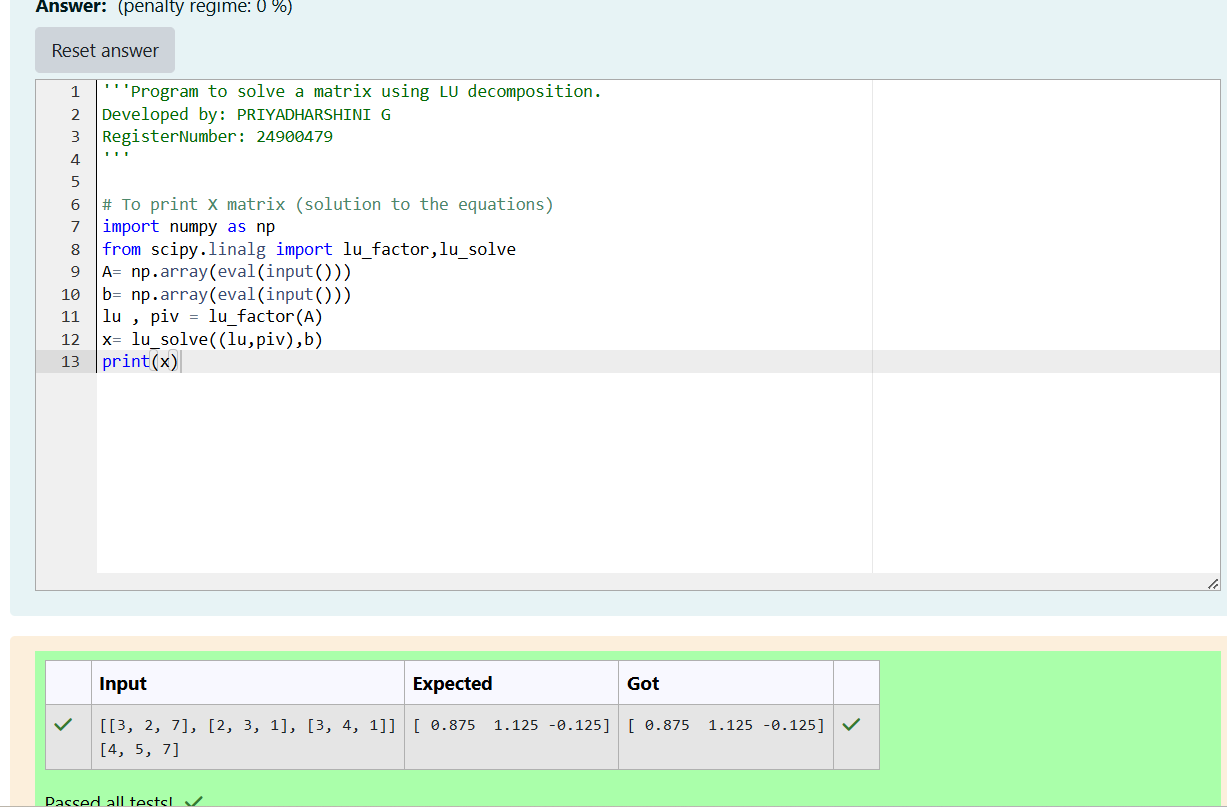 Answer: (penalty regime: 0 %)
Reset answer
1 '''Program to solve a matrix using LU decomposition.
2 Developed by: PRIYADHARSHINI G
3 RegisterNumber: 24900479
4 '''
5
6 # To print X matrix (solution to the equations)
7 import numpy as np
8 from scipy.linalg import lu_factor,lu_solve
9 A= np.array(eval(input()))
10 b= np.array(eval(input()))
11 lu , piv = lu_factor(A)
12 x= lu_solve((lu,piv),b)
13 print(x)
Input Expected Got
[[3, 2, 7], [2, 3, 1], [3, 4, 1]] [ 0.875  1.125 -0.125] [ 0.875  1.125 -0.125]
[4, 5, 7]
Passed all tests!